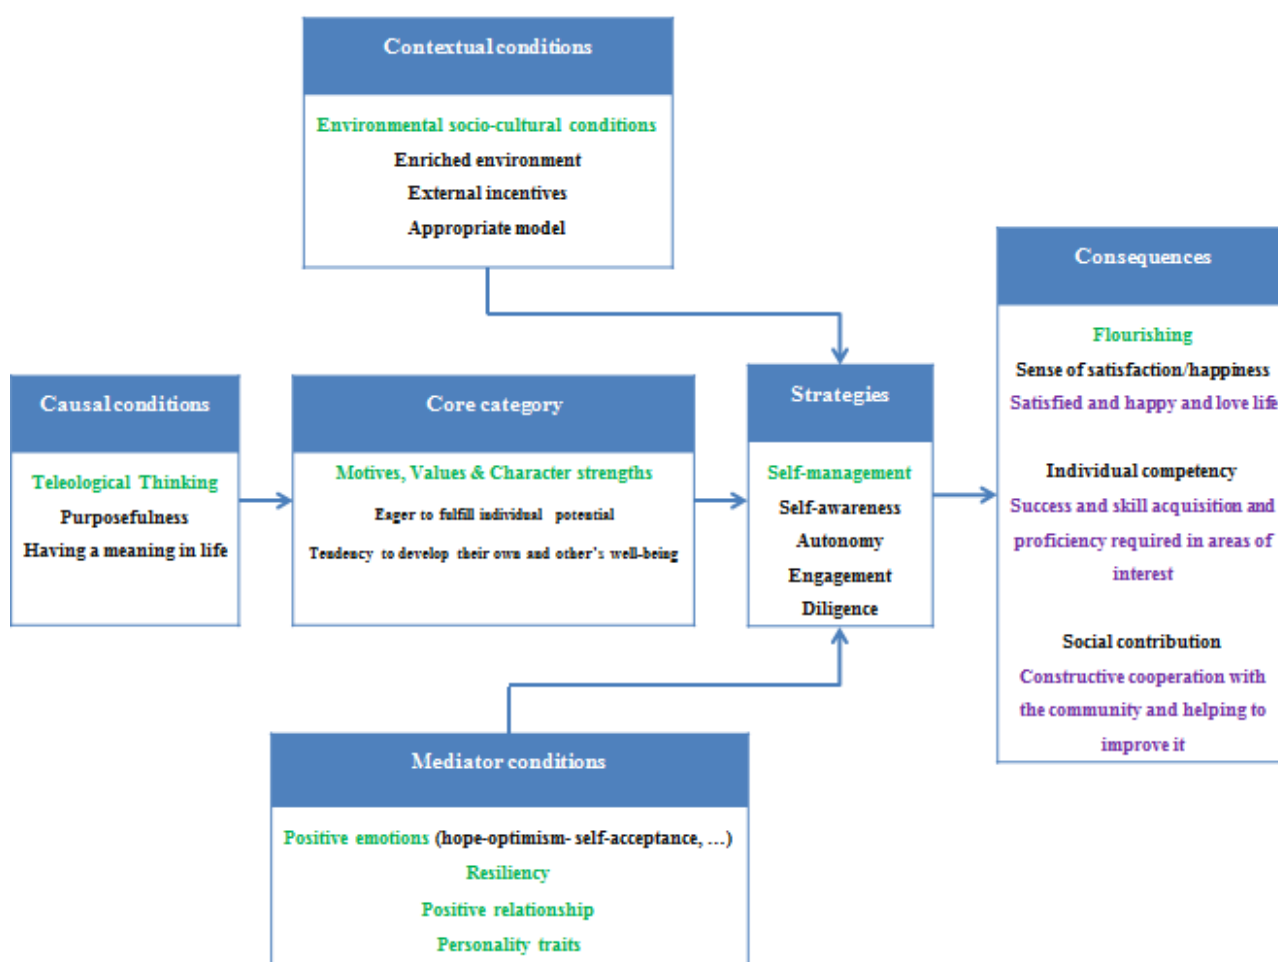 Contextual conditions
Environmental socio-cultural conditions
Enriched environment
External incentives
Appropriate model
Causal conditions
Teleological Thinking
Purposefulness
Having a meaning in life
Core category
Motives, Values & Character strengths
Eager to fulfill individual potential
Tendency to develop their own and other's well-being
Strategies
Self-management
Self-awareness
Autonomy
Engagement
Diligence
Consequences
Flourishing
Sense of satisfaction/happiness
Satisfied and happy and love life
Individual competency
Success and skill acquisition and
proficiency required in areas of
interest
Social contribution
Constructive cooperation with
the community and helping to
improve it
Mediator conditions
Positive emotions (hope-optimism- self-acceptance, ...)
Resiliency
Positive relationship
Personality traits